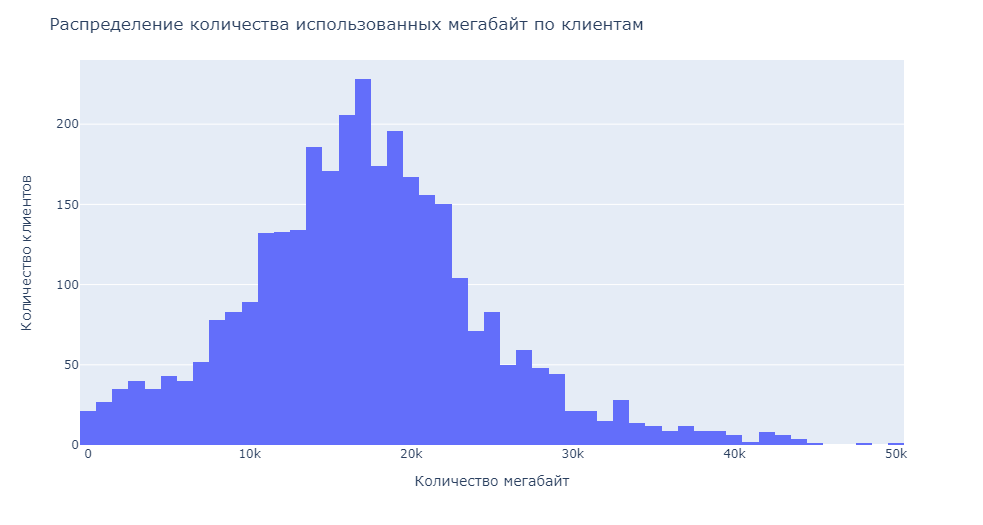 Распределение количества использованных мегабайт по клиентам
Количество клиентов
200
150
100
50
0
0 10k 20k 30k 40k 50k
Количество мегабайт